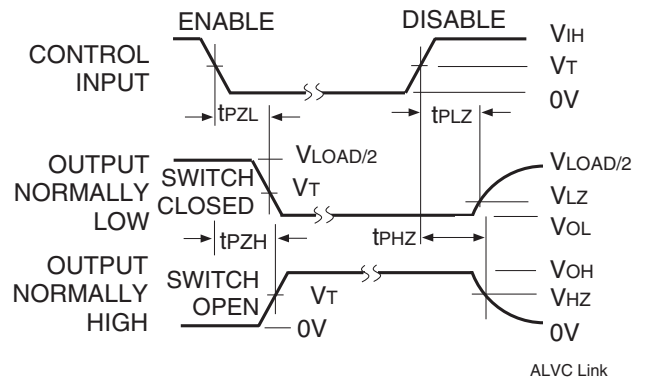 ENABLE
DISABLE
CONTROL
INPUT
VIH
VT
0V
tPZL
tPLZ
OUTPUT
NORMALLY
LOW
SWITCH
CLOSED
VLOAD/2
VT
VLOAD/2
VLZ
VOL
tPZH
tPHZ
OUTPUT
NORMALLY
HIGH
SWITCH
OPEN
VT
0V
VOH
VHZ
0V
ALVC Link